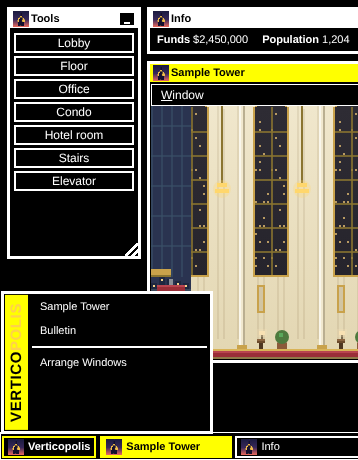 Tools
Lobby
Floor
Office
Condo
Hotel room
Stairs
Elevator
Info
Funds $2,450,000 Population 1,204
Sample Tower
Window
VERTICOPOLIS
Sample Tower
Bulletin
Arrange Windows
Verticopolis
Sample Tower
Info